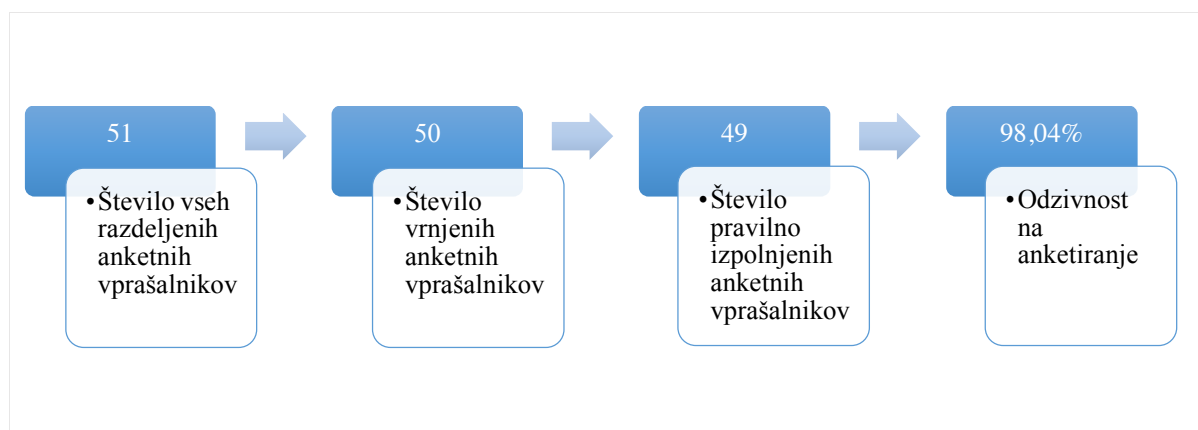 51
• Število vseh
razdeljenih
anketnih
vprašalnikov
50
• Število
vrnjenih
anketnih
vprašalnikov
49
• Število
pravilno
izpolnjenih
anketnih
vprašalnikov
98,04%
• Odzivnost
na
anketiranje